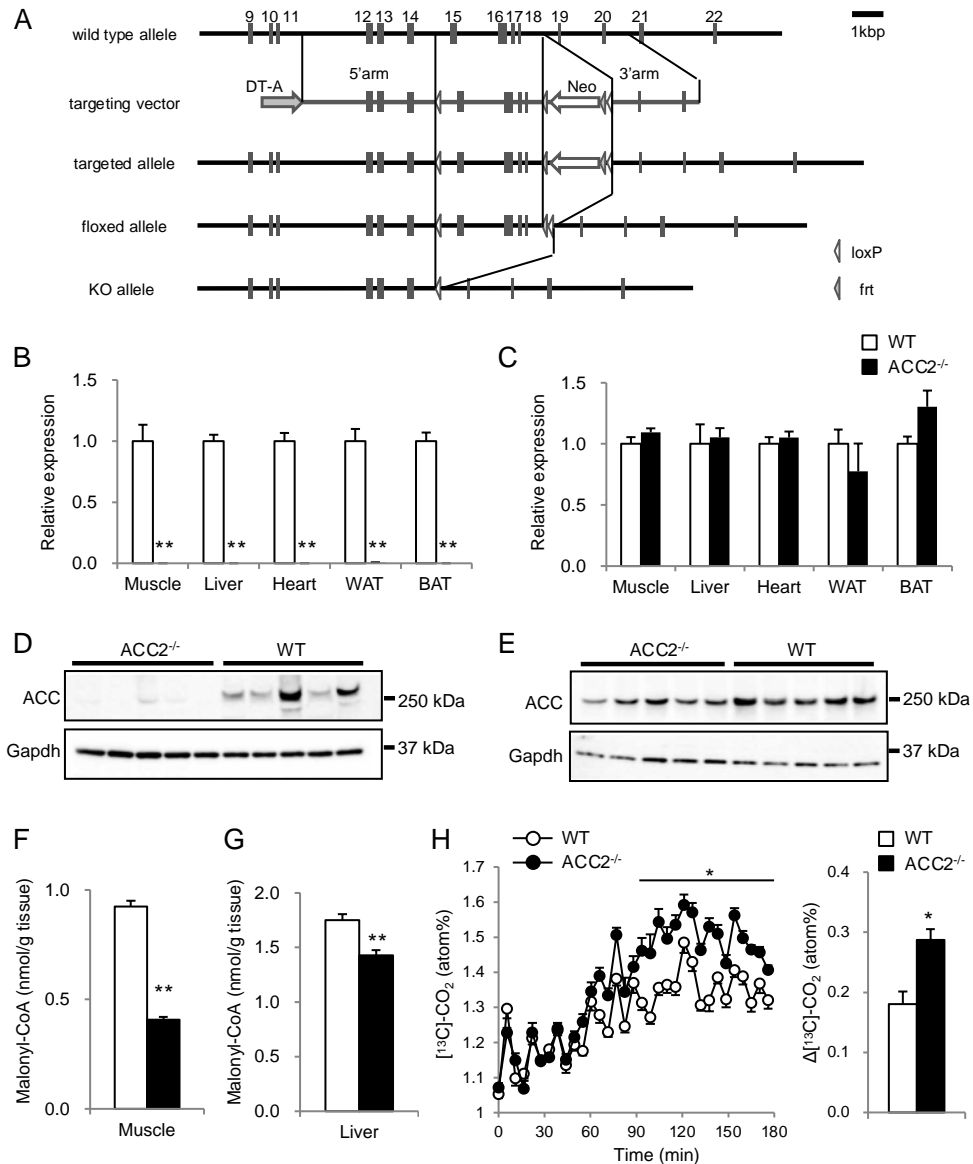 A
9 10 11 12 13 14 15 16 17 18 19 20 21 22
1kbp
wild type allele
DT-A 5'arm Neo 3'arm
targeting vector
targeted allele
floxed allele
loxP
KO allele
frt
B
Relative expression
1.5
1.0
0.5
0.0
** ** ** ** **
Muscle Liver Heart WAT BAT
C
WT
ACC2-/-
Relative expression
1.5
1.0
0.5
0.0
Muscle Liver Heart WAT BAT
D
ACC2-/- WT
ACC
250 kDa
Gapdh
37 kDa
E
ACC2-/- WT
ACC
250 kDa
Gapdh
37 kDa
F
Malonyl-CoA (nmol/g tissue)
1.0
0.5
0.0
**
Muscle
G
Malonyl-CoA (nmol/g tissue)
2.0
1.5
1.0
0.0
**
Liver
H
WT
ACC2-/-
[13C]-CO2 (atom%)
1.7
1.6
1.5
1.4
1.3
1.2
1.1
1
*
0 30 60 90 120 150 180
Time (min)
WT
ACC2-/-
Δ[13C]-CO2 (atom%)
0.4
0.3
0.2
0.1
0.0
*